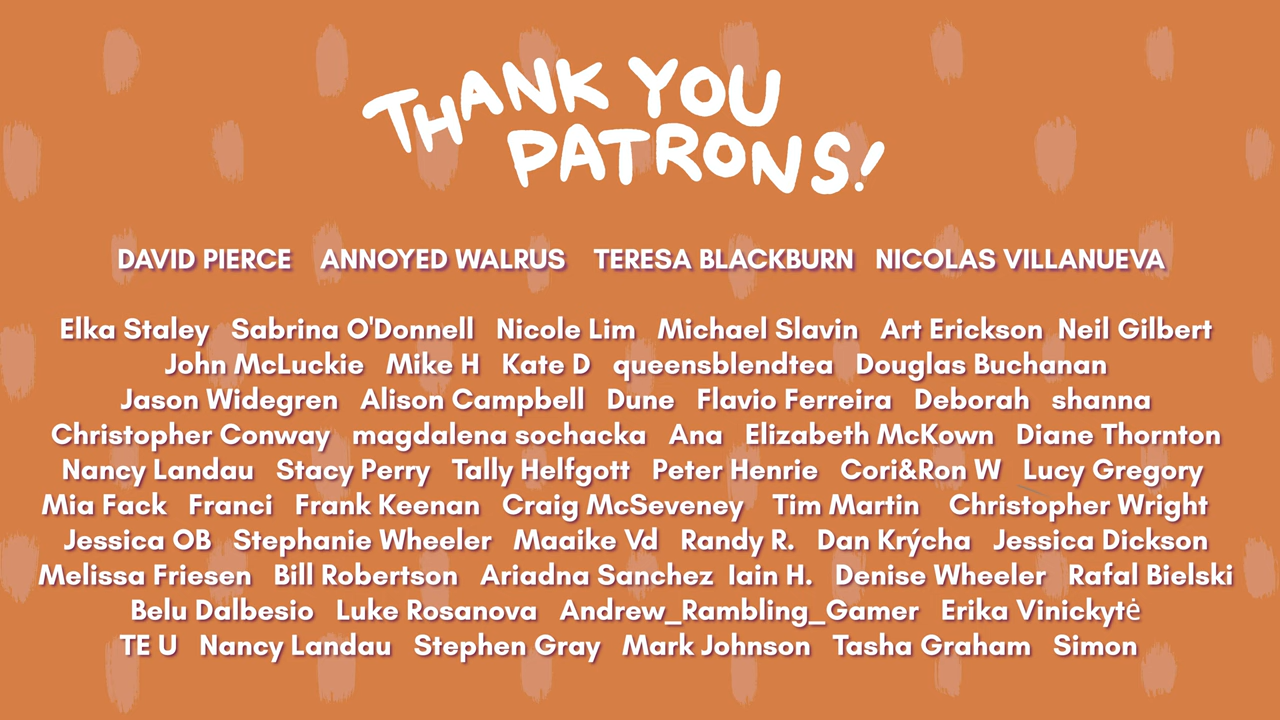 THANK YOU
PATRONS!
DAVID PIERCE ANNOYED WALRUS TERESA BLACKBURN NICOLAS VILLANUEVA
Elka Staley Sabrina O'Donnell Nicole Lim Michael Slavin Art Erickson Neil Gilbert
John McLuckie Mike H Kate D queensblendtea Douglas Buchanan
Jason Widegren Alison Campbell Dune Flavio Ferreira Deborah shanna
Christopher Conway magdalena sochacka Ana Elizabeth McKown Diane Thornton
Nancy Landau Stacy Perry Tally Helfgott Peter Henrie Cori&Ron W Lucy Gregory
Mia Fack Franci Frank Keenan Craig McSeveney Tim Martin Christopher Wright
Jessica OB Stephanie Wheeler Maaike Vd Randy R. Dan Krýcha Jessica Dickson
Melissa Friesen Bill Robertson Ariadna Sanchez Iain H. Denise Wheeler Rafal Bielski
Belu Dalbesio Luke Rosanova Andrew_Rambling_Gamer Erika Vinickytė
TE U Nancy Landau Stephen Gray Mark Johnson Tasha Graham Simon